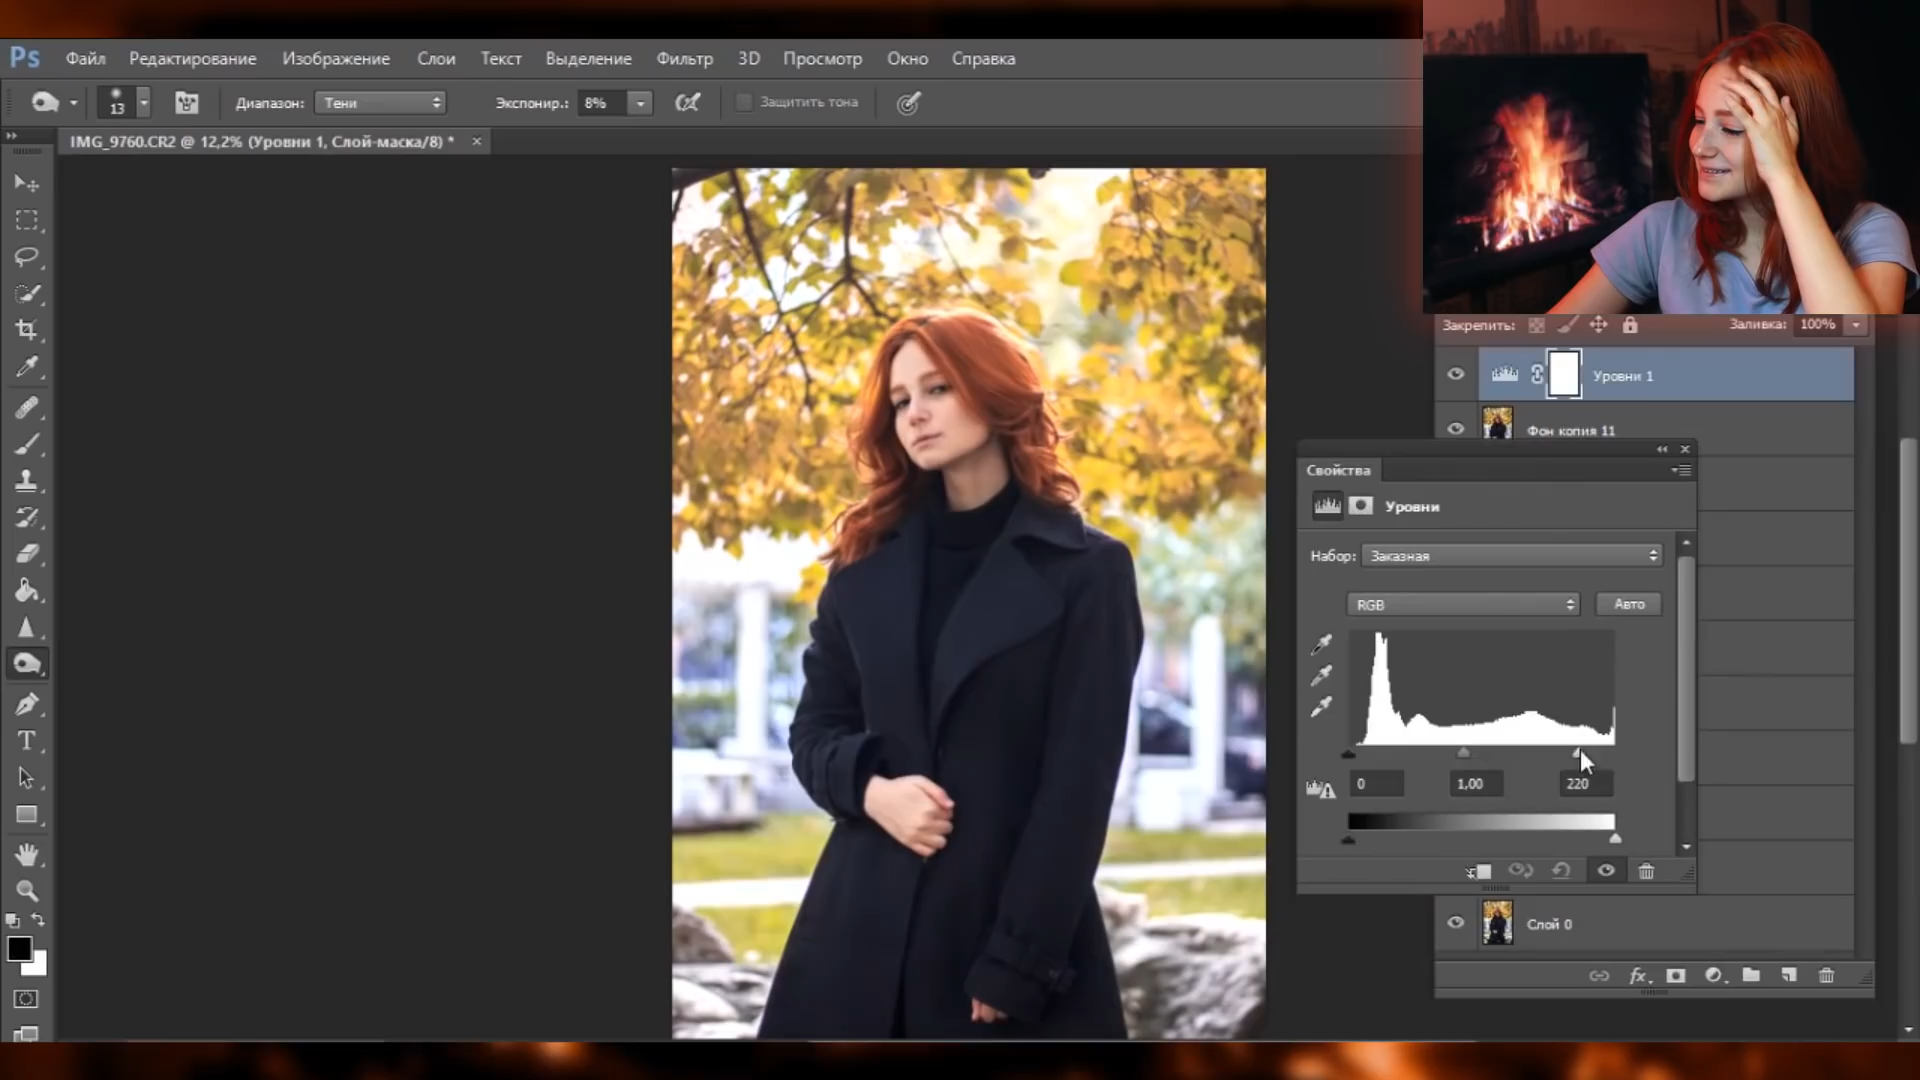 Ps Файл Редактирование Изображение Слои Текст Выделение Фильтр 3D Просмотр Окно Справка
13 Диапазон: Тени Экспонир.: 8% Защитить тона
IMG_9760.CR2 @ 12,2% (Уровни 1, Слой-маска/8) *
Закрепить: Заливка: 100%
Уровни 1
Фон копия 11
Свойства
Уровни
Набор: Заказная
RGB Авто
0 1,00 220
Слой 0
fx